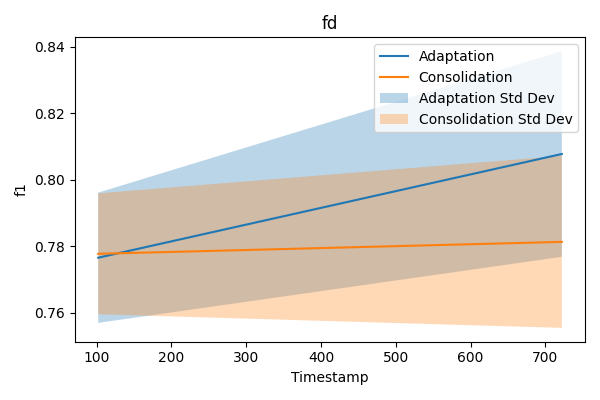 fd
0.84
0.82
0.80
0.78
0.76
f1
Adaptation
Consolidation
Adaptation Std Dev
Consolidation Std Dev
100 200 300 400 500 600 700
Timestamp